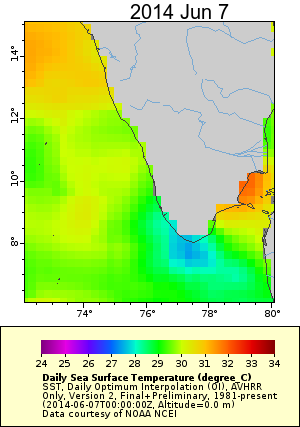 2014 Jun 7
14°
12°
10°
8°
74° 76° 78° 80°
24 25 26 27 28 29 30 31 32 33 34
Daily Sea Surface Temperature (degree_C)
SST, Daily Optimum Interpolation (OI), AVHRR
Only, Version 2, Final+Preliminary, 1981-present
(2014-06-07T00:00:00Z, Altitude=0.0 m)
Data courtesy of NOAA NCEI